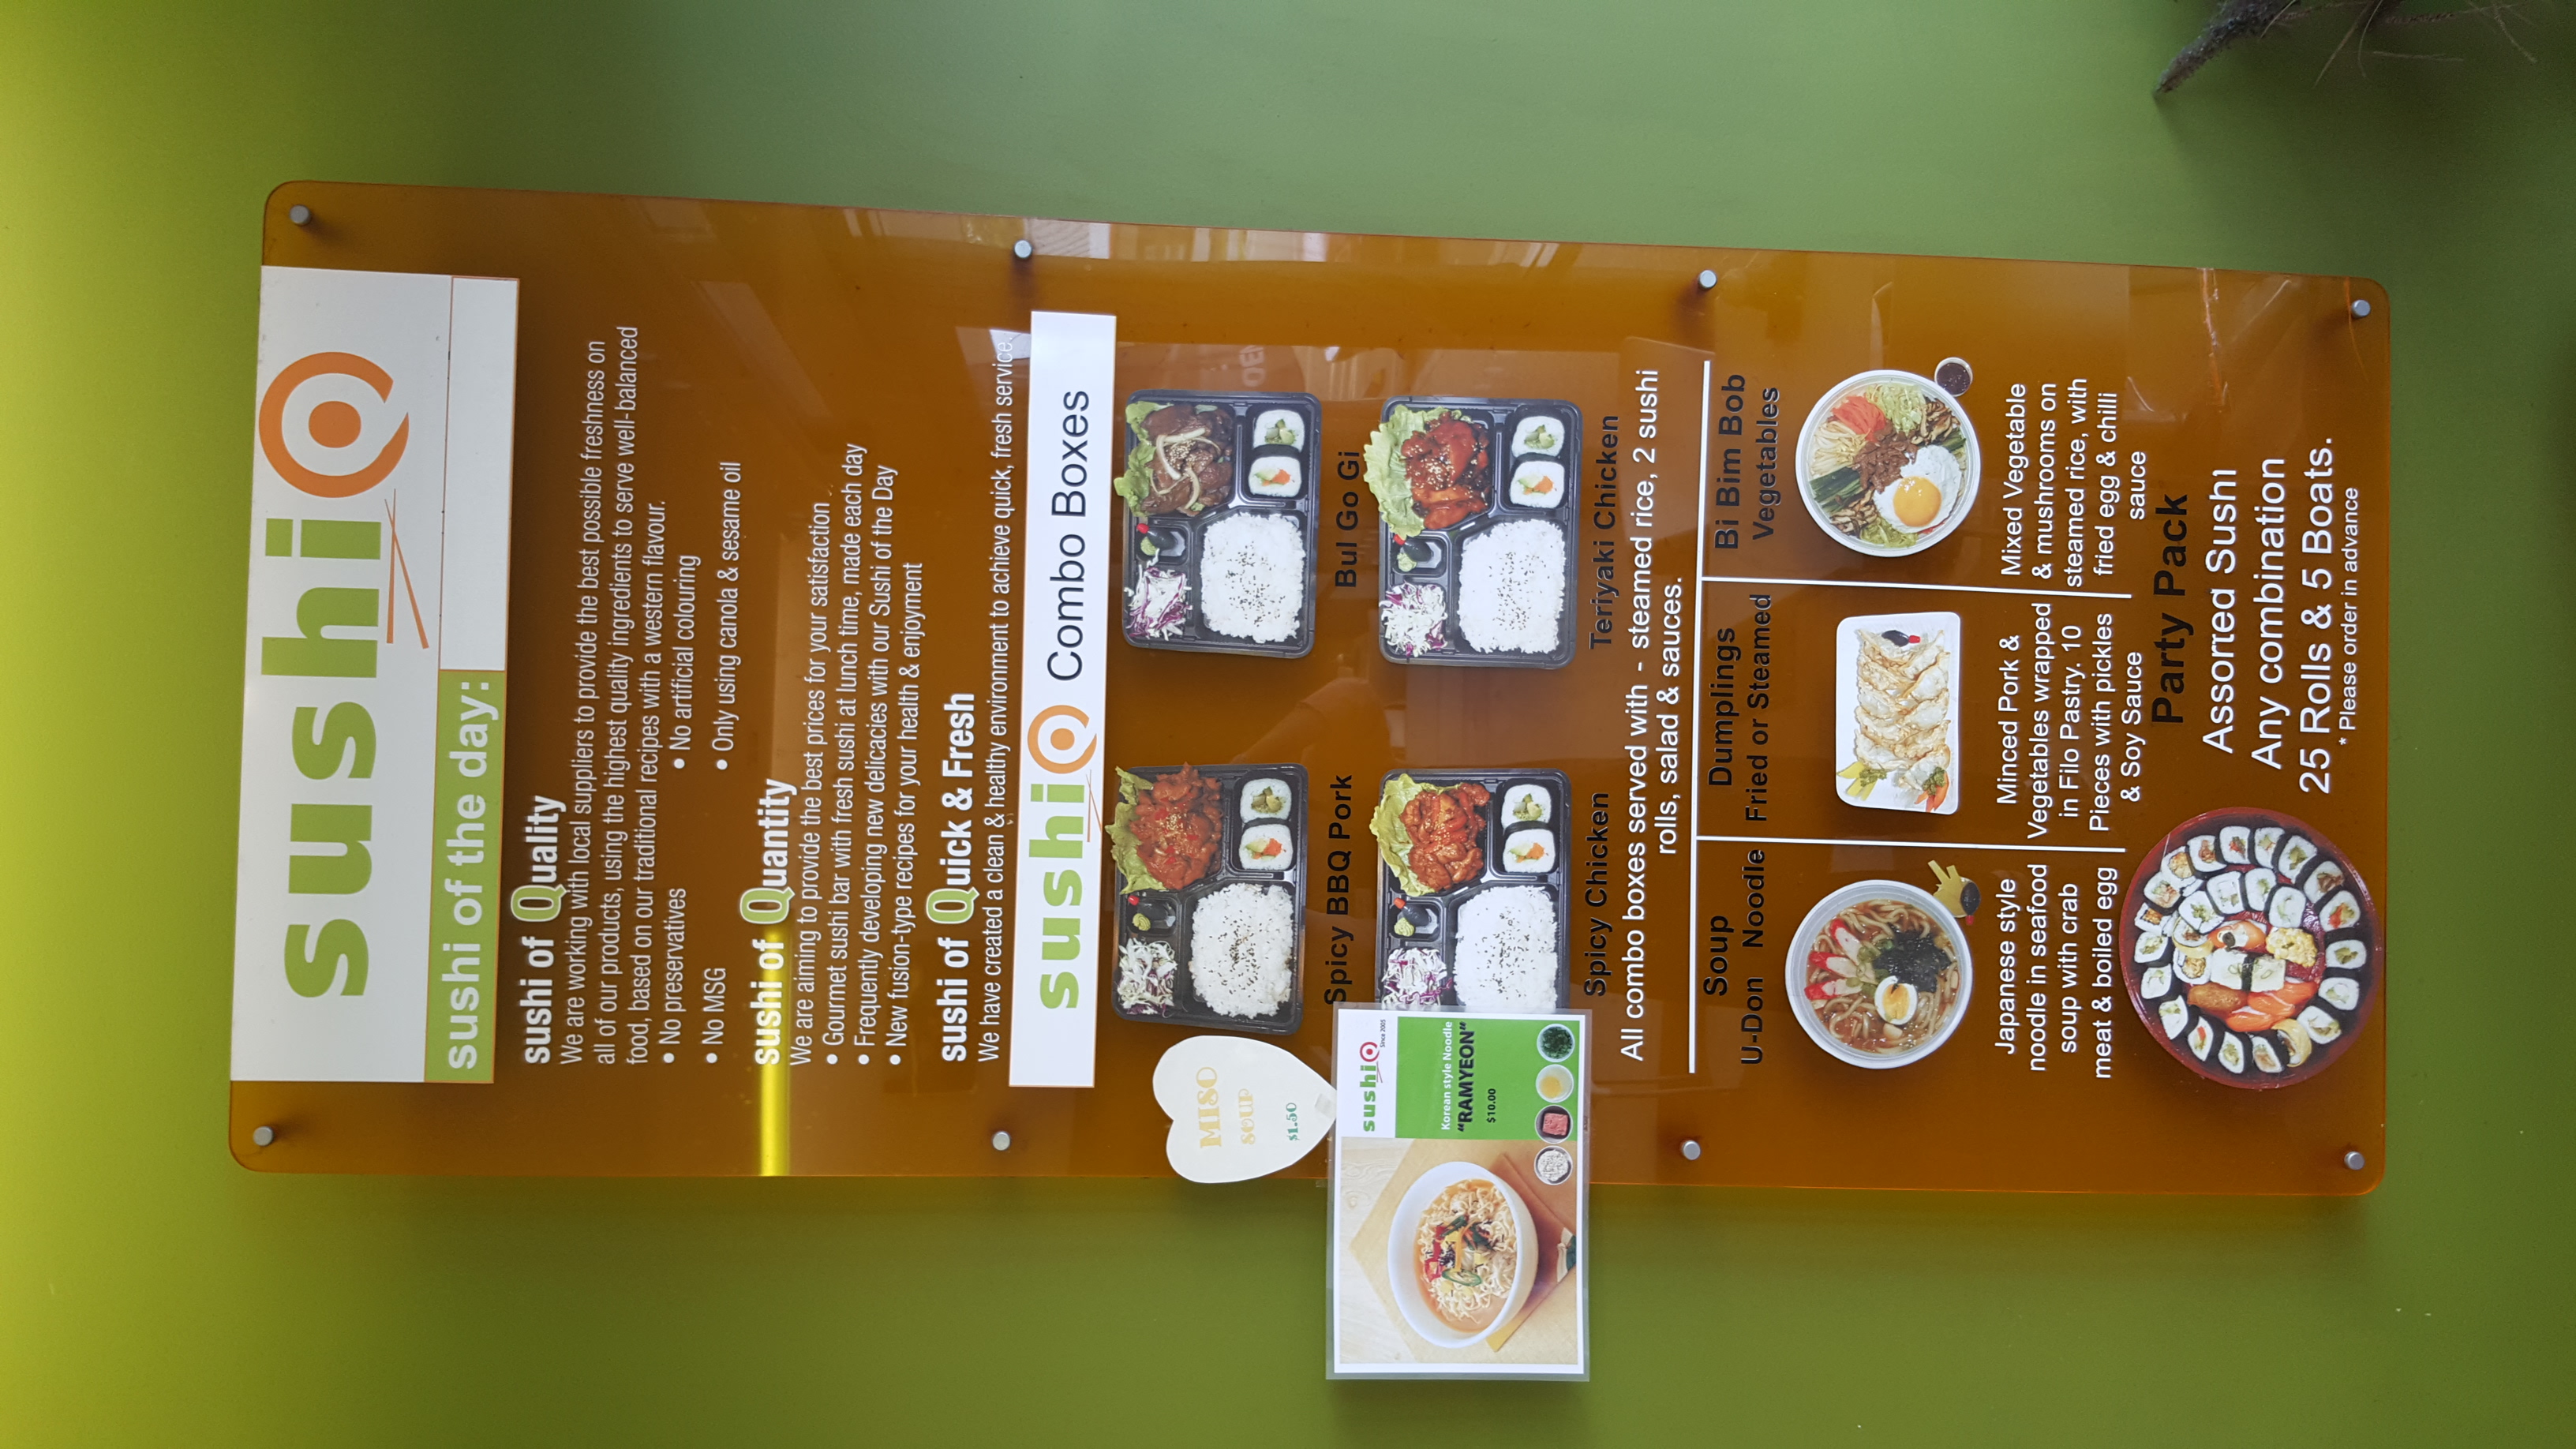 sushiQ
sushi of the day:
sushi of Quality
We are working with local suppliers to provide the best possible freshness on
all of our products, using the highest quality ingredients to serve well-balanced
food, based on our traditional recipes with a western flavour.
• No preservatives
• No artificial colouring
• No MSG
• Only using canola & sesame oil
sushi of Quantity
We are aiming to provide the best prices for your satisfaction
• Gourmet sushi bar with fresh sushi at lunch time, made each day
• Frequently developing new delicacies with our Sushi of the Day
• New fusion-type recipes for your health & enjoyment
sushi of Quick & Fresh
We have created a clean & healthy environment to achieve quick, fresh service.
sushiQ Combo Boxes
MISO
SOUP
$1.50
Spicy BBQ Pork
Bul Go Gi
sushiQ
Since 2005
Korean style Noodle
"RAMYEON"
$10.00
Spicy Chicken
Teriyaki Chicken
All combo boxes served with - steamed rice, 2 sushi
rolls, salad & sauces.
Soup
U-Don Noodle
Japanese style
noodle in seafood
soup with crab
meat & boiled egg
Dumplings
Fried or Steamed
Minced Pork &
Vegetables wrapped
in Filo Pastry. 10
Pieces with pickles
& Soy Sauce
Bi Bim Bob
Vegetables
Mixed Vegetable
& mushrooms on
steamed rice, with
fried egg & chilli
sauce
Party Pack
Assorted Sushi
Any combination
25 Rolls & 5 Boats.
* Please order in advance